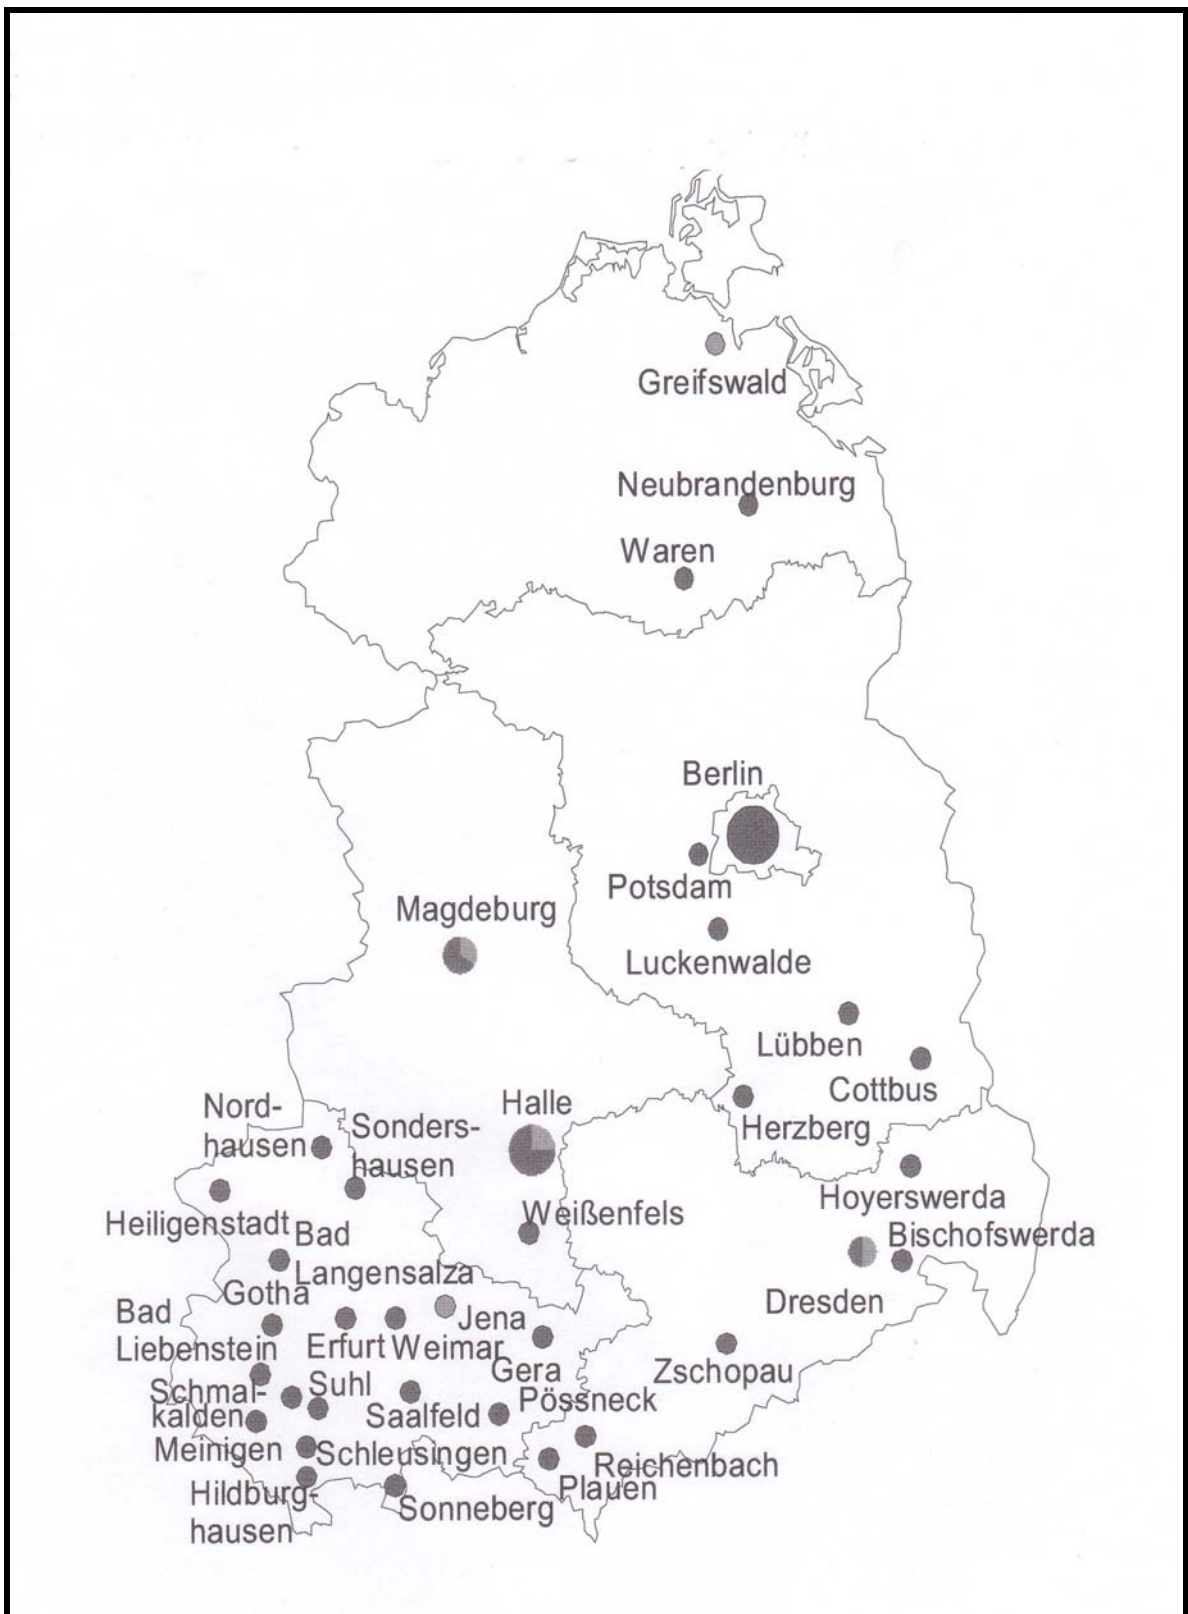 Greifswald
Neubrandenburg
Waren
Berlin
Potsdam
Magdeburg
Luckenwalde
Lübben
Cottbus
Herzberg
Halle
Nord-
hausen
Sonders-
hausen
Hoyerswerda
Weißenfels
Heiligenstadt
Bischofswerda
Bad
Langensalza
Gotha
Dresden
Bad
Liebenstein
Erfurt
Weimar
Jena
Gera
Zschopau
Schmal-
kalden
Suhl
Saalfeld
Pössneck
Meinigen
Schleusingen
Reichenbach
Plauen
Hildburg-
hausen
Sonneberg